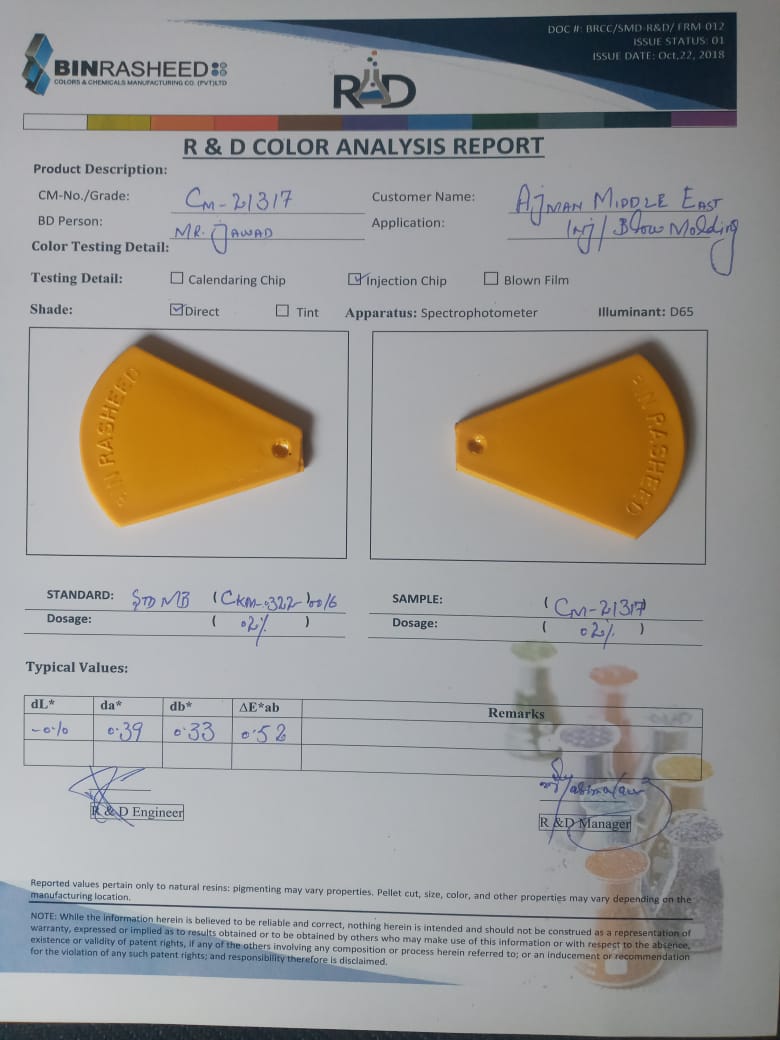 DOC #: BRCC/SMD-R&D/ FRM-012
ISSUE STATUS: 01
ISSUE DATE: Oct,22, 2018
BINRASHEED
COLORS & CHEMICALS MANUFACTURING CO. (PVT)LTD
R&D
R & D COLOR ANALYSIS REPORT
Product Description:
CM-No./Grade: CM-21317 Customer Name: AJMAN MIDDLE EAST
BD Person: MR. JAWAD Application: Inj/ Blow Molding
Color Testing Detail:
Testing Detail: Calendaring Chip Injection Chip Blown Film
Shade: Direct Tint Apparatus: Spectrophotometer Illuminant: D65
BIN RASHEED
BIN RASHEED
STANDARD: STD MB (CKM-322-0016) SAMPLE: (CM-21317)
Dosage: ( 02% ) Dosage: ( 02% )
Typical Values:
dL* da* db* ΔE*ab Remarks
-0.10 0.39 0.33 0.52
R & D Engineer
R &D Manager
Reported values pertain only to natural resins: pigmenting may vary properties. Pellet cut, size, color, and other properties may vary depending on the
manufacturing location.
NOTE: While the information herein is believed to be reliable and correct, nothing herein is intended and should not be construed as a representation of
warranty, expressed or implied as to results obtained or to be obtained by others who may make use of this information or with respect to the absence,
existence or validity of patent rights, if any of the others involving any composition or process herein referred to; or an inducement or recommendation
for the violation of any such patent rights; and responsibility therefore is disclaimed.